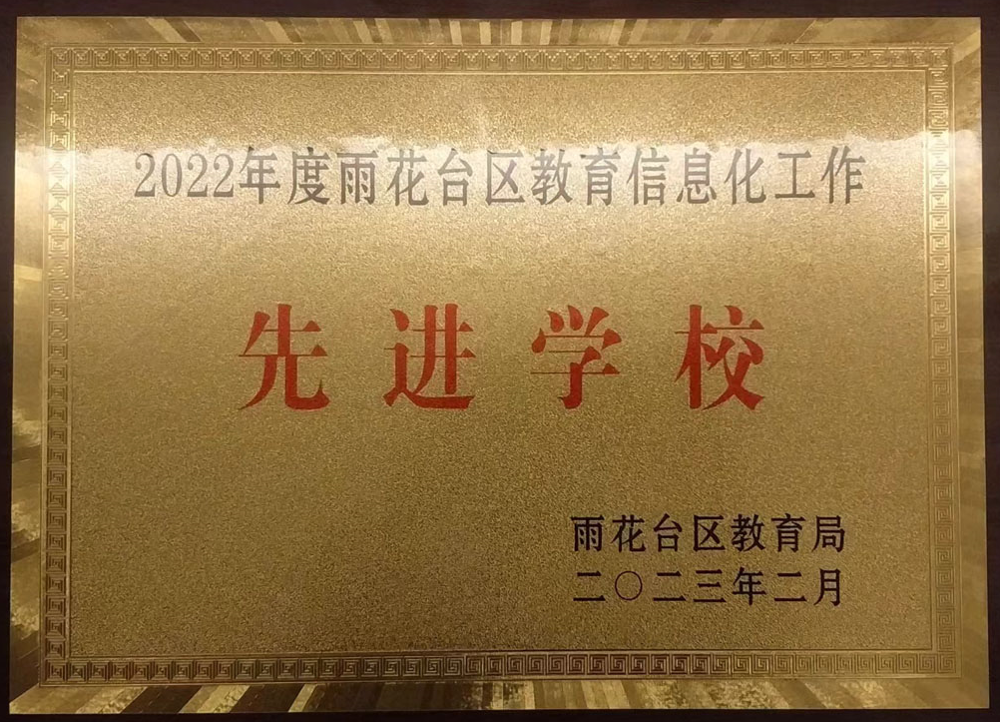 2022年度雨花台区教育信息化工作
先进学校
雨花台区教育局
二〇二三年二月